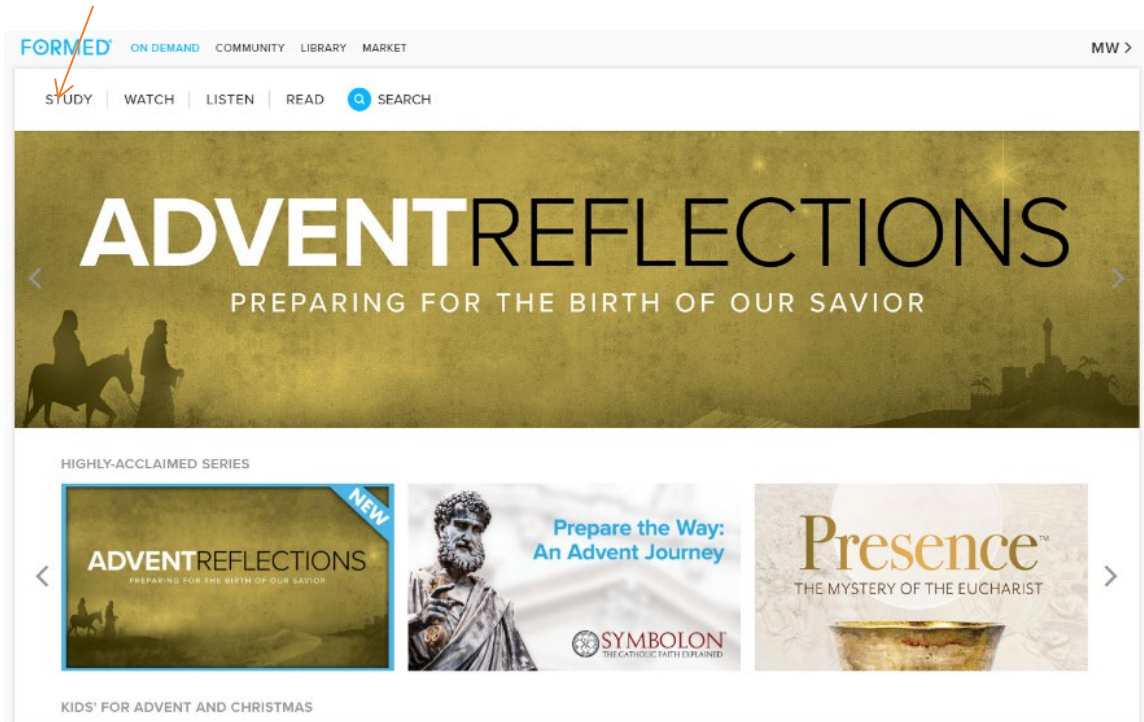 FORMED ON DEMAND COMMUNITY LIBRARY MARKET MW >
STUDY WATCH LISTEN READ SEARCH
ADVENTREFLECTIONS
PREPARING FOR THE BIRTH OF OUR SAVIOR
HIGHLY-ACCLAIMED SERIES
NEW
ADVENTREFLECTIONS
PREPARING FOR THE BIRTH OF OUR SAVIOR
Prepare the Way:
An Advent Journey
SYMBOLON
THE CATHOLIC FAITH EXPLAINED
Presence™
THE MYSTERY OF THE EUCHARIST
KIDS' FOR ADVENT AND CHRISTMAS